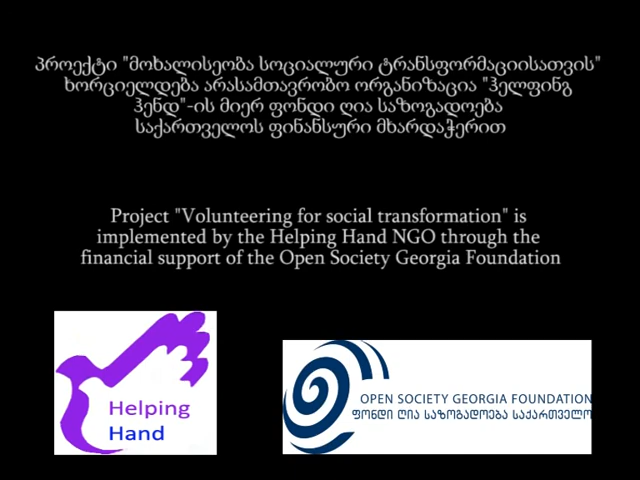 პროექტი "მოხალისეობა სოციალური ტრანსფორმაციისათვის"
ხორციელდება არასამთავრობო ორგანიზაცია "ჰელფინგ
ჰენდ"-ის მიერ ფონდი ღია საზოგადოება
საქართველოს ფინანსური მხარდაჭერით
Project "Volunteering for social transformation" is
implemented by the Helping Hand NGO through the
financial support of the Open Society Georgia Foundation
Helping
Hand
OPEN SOCIETY GEORGIA FOUNDATION
ფონდი ღია საზოგადოება საქართველო